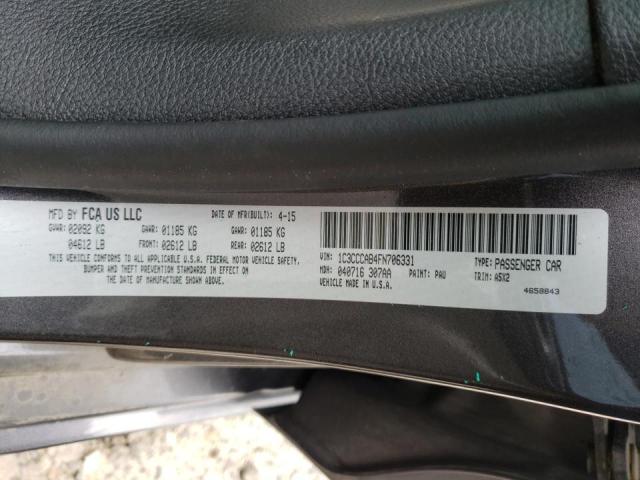 MFD BY FCA US LLC DATE OF MFR(BUILT): 4-15
GVWR: 02092 KG GAWR: 01185 KG GAWR: 01185 KG
04612 LB FRONT: 02612 LB REAR: 02612 LB
THIS VEHICLE CONFORMS TO ALL APPLICABLE U.S.A. FEDERAL MOTOR VEHICLE SAFETY,
BUMPER AND THEFT PREVENTION STANDARDS IN EFFECT ON
THE DATE OF MANUFACTURE SHOWN ABOVE.
VIN: 1C3CCCAB4FN706331 TYPE: PASSENGER CAR
MDH: 040716 307AA PAINT: PAU TRIM: A5X2
VEHICLE MADE IN U.S.A. 4658843